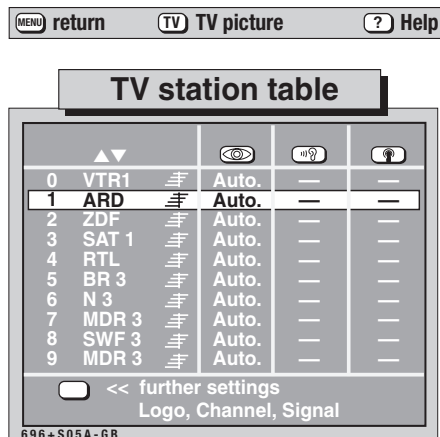 MENU return TV TV picture ? Help
TV station table
0 VTR1 Auto. — —
1 ARD Auto. — —
2 ZDF Auto. — —
3 SAT 1 Auto. — —
4 RTL Auto. — —
5 BR 3 Auto. — —
6 N 3 Auto. — —
7 MDR 3 Auto. — —
8 SWF 3 Auto. — —
9 MDR 3 Auto. — —
<< further settings
Logo, Channel, Signal
696+S05A-GB